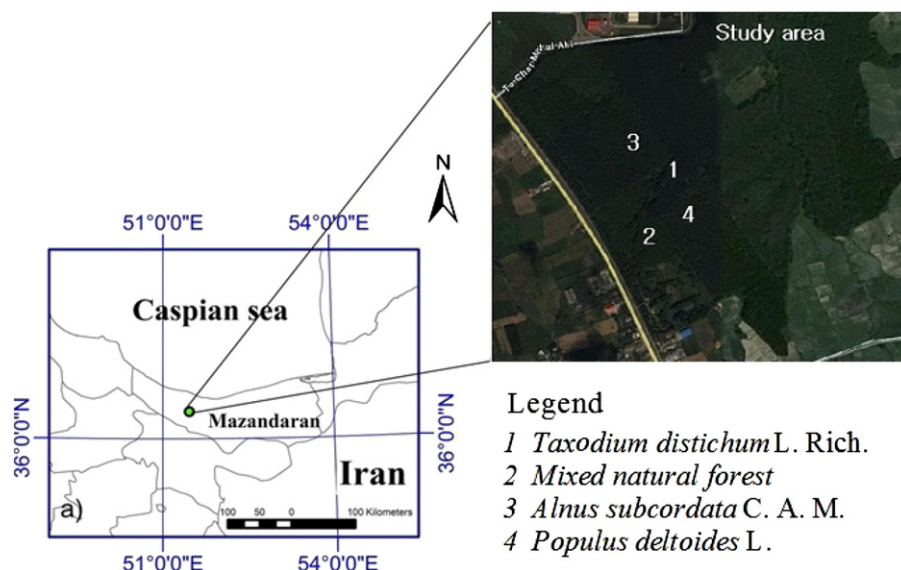 Study area
3
1
4
2
N
51°0'0"E
54°0'0"E
Caspian sea
Mazandaran
36°0'0"N
36°0'0"N
Iran
a)
100 50 0 100 Kilometers
51°0'0"E
54°0'0"E
Legend
1 Taxodium distichum L. Rich.
2 Mixed natural forest
3 Alnus subcordata C. A. M.
4 Populus deltoides L.